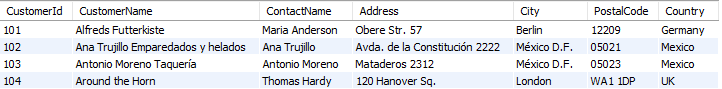 CustomerId CustomerName ContactName Address City PostalCode Country
101 Alfreds Futterkiste Maria Anderson Obere Str. 57 Berlin 12209 Germany
102 Ana Trujillo Emparedados y helados Ana Trujillo Avda. de la Constitución 2222 México D.F. 05021 Mexico
103 Antonio Moreno Taquería Antonio Moreno Mataderos 2312 México D.F. 05023 Mexico
104 Around the Horn Thomas Hardy 120 Hanover Sq. London WA1 1DP UK